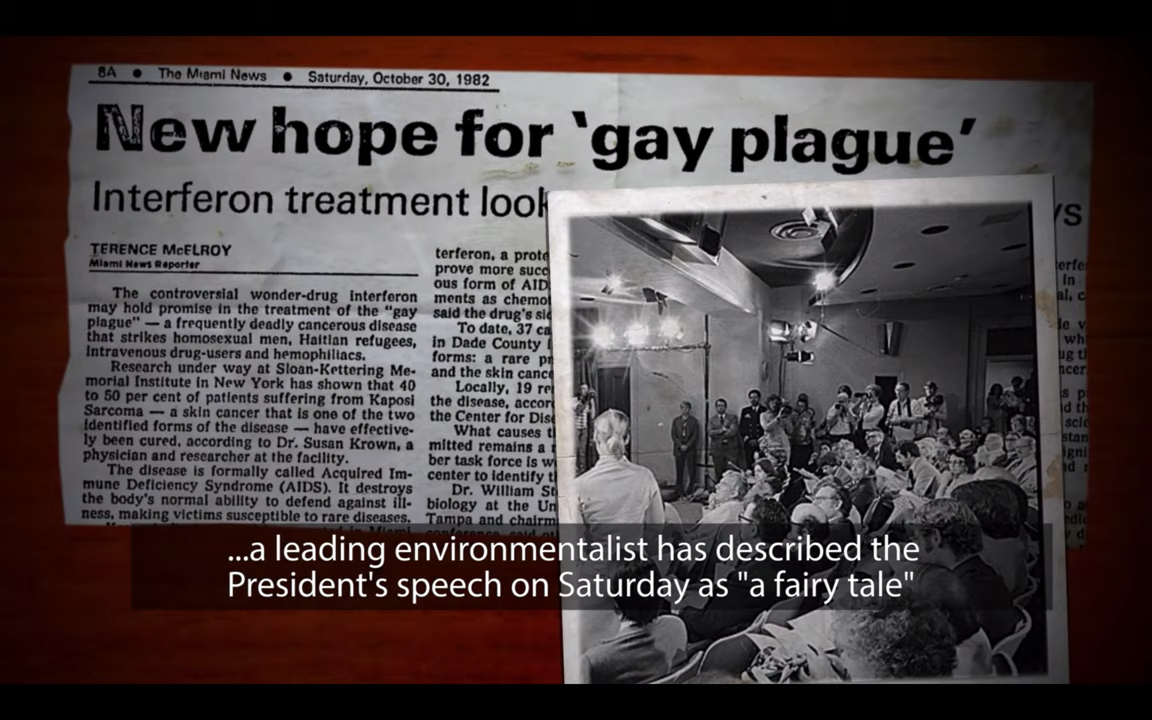 8A ● The Miami News ● Saturday, October 30, 1982
New hope for 'gay plague'
Interferon treatment look
TERENCE McELROY
Miami News Reporter
The controversial wonder-drug interferon
may hold promise in the treatment of the "gay
plague" — a frequently deadly cancerous disease
that strikes homosexual men, Haitian refugees,
intravenous drug-users and hemophiliacs.
Research under way at Sloan-Kettering Me-
morial Institute in New York has shown that 40
to 50 per cent of patients suffering from Kaposi
Sarcoma — a skin cancer that is one of the two
identified forms of the disease — have effective-
ly been cured, according to Dr. Susan Krown, a
physician and researcher at the facility.
The disease is formally called Acquired Im-
mune Deficiency Syndrome (AIDS). It destroys
the body's normal ability to defend against ill-
ness, making victims susceptible to rare diseases.
terferon, a prote
prove more succ
ous form of AID
ments as chemo
said the drug's si
To date, 37 ca
in Dade County
forms: a rare pr
and the skin cance
Locally, 19 re
the disease, accor
the Center for Dis
What causes t
mitted remains a
ber task force is w
center to identify t
Dr. William St
biology at the Un
Tampa and chairm
...a leading environmentalist has described the
President's speech on Saturday as "a fairy tale"